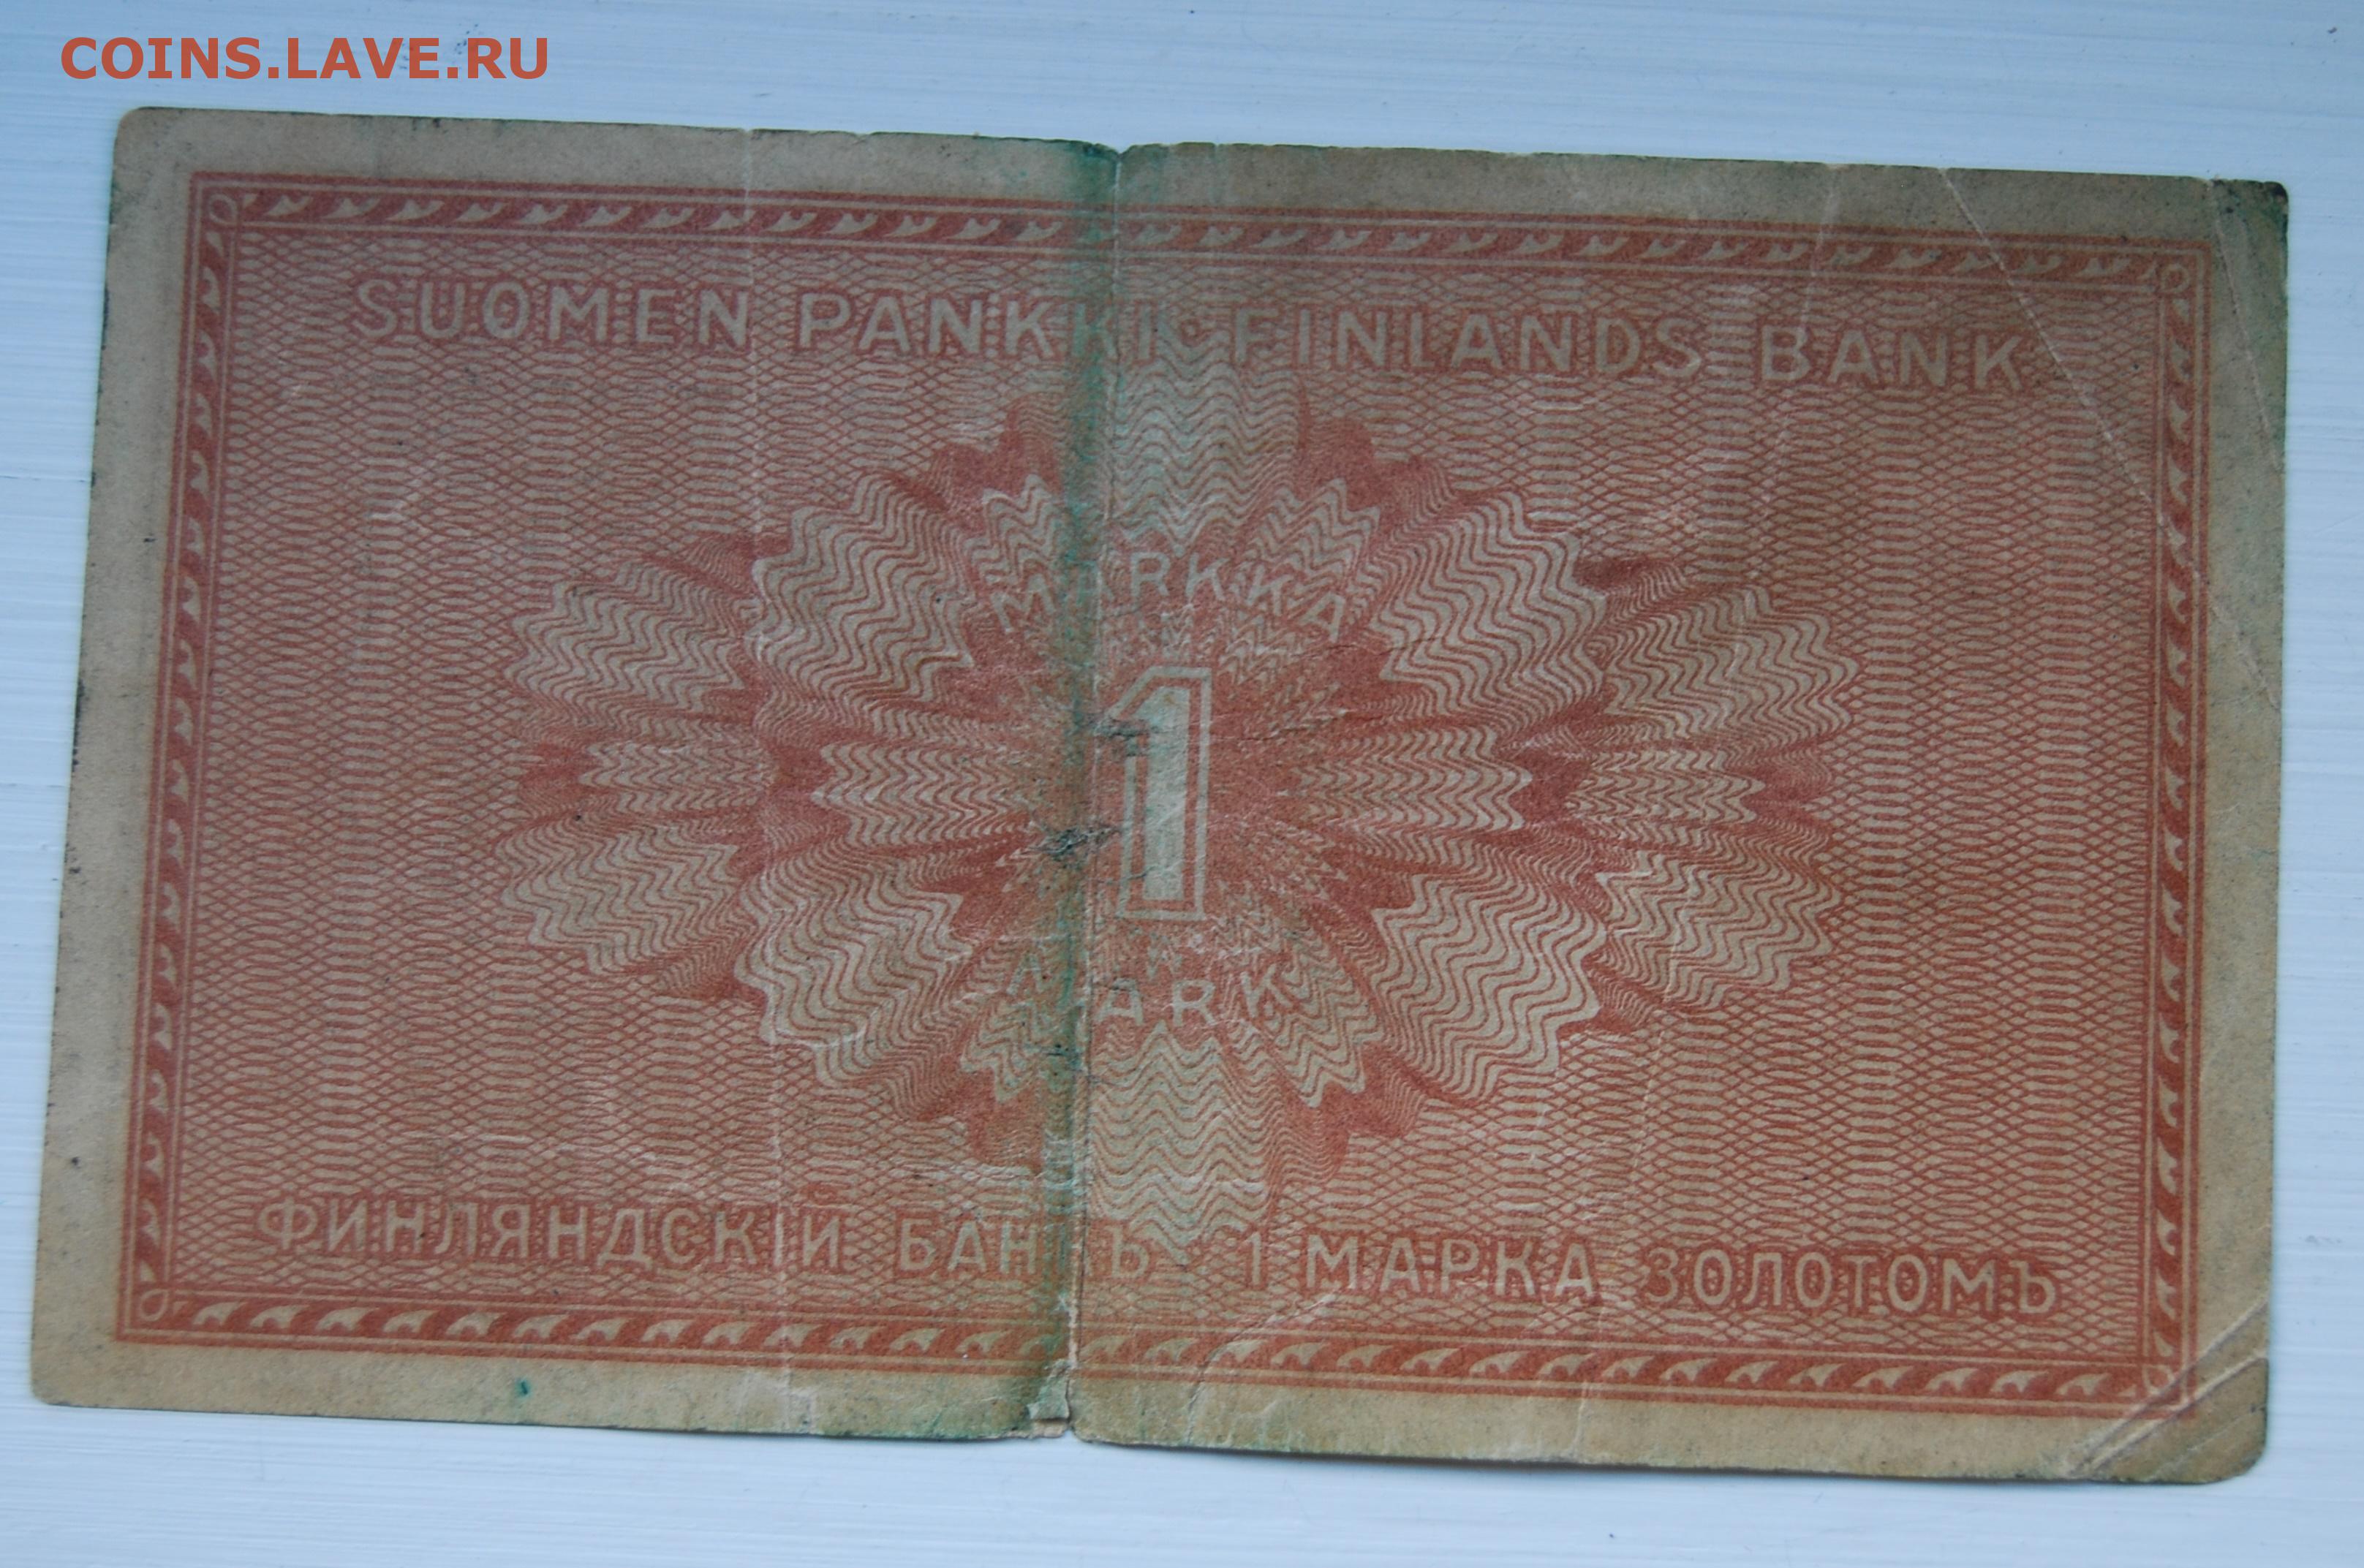 COINS.LAVE.RU
SUOMEN PANKKI FINLANDS BANK
MARKKA
1
MARK
ФИНЛЯНДСКІЙ БАНКЪ 1 МАРКА ЗОЛОТОМЪ